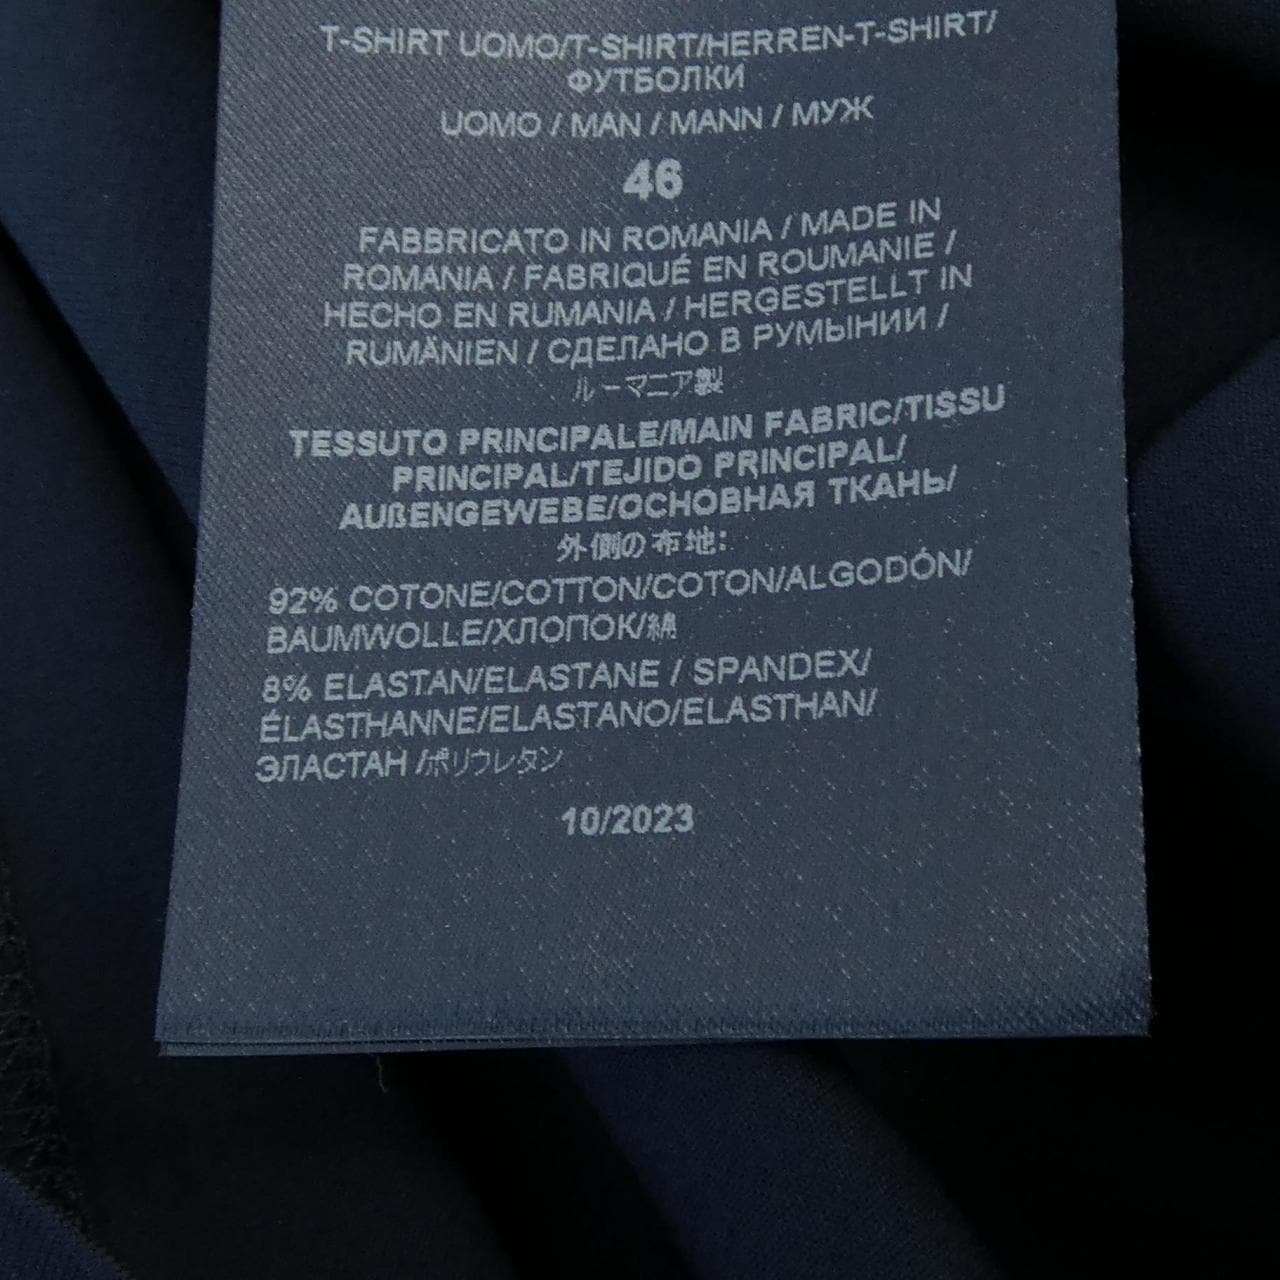 T-SHIRT UOMO/T-SHIRT/HERREN-T-SHIRT/
ФУТБОЛКИ
UOMO / MAN / MANN / МУЖ
46
FABBRICATO IN ROMANIA / MADE IN
ROMANIA / FABRIQUÉ EN ROUMANIE /
HECHO EN RUMANIA / HERGESTELLT IN
RUMÄNIEN / СДЕЛАНО В РУМЫНИИ /
ルーマニア製
TESSUTO PRINCIPALE/MAIN FABRIC/TISSU
PRINCIPAL/TEJIDO PRINCIPAL/
AUßENGEWEBE/ОСНОВНАЯ ТКАНЬ/
外側の布地:
92% COTONE/COTTON/COTON/ALGODÓN/
BAUMWOLLE/ХЛОПОК/綿
8% ELASTAN/ELASTANE / SPANDEX/
ÉLASTHANNE/ELASTANO/ELASTHAN/
ЭЛАСТАН /ポリウレタン
10/2023